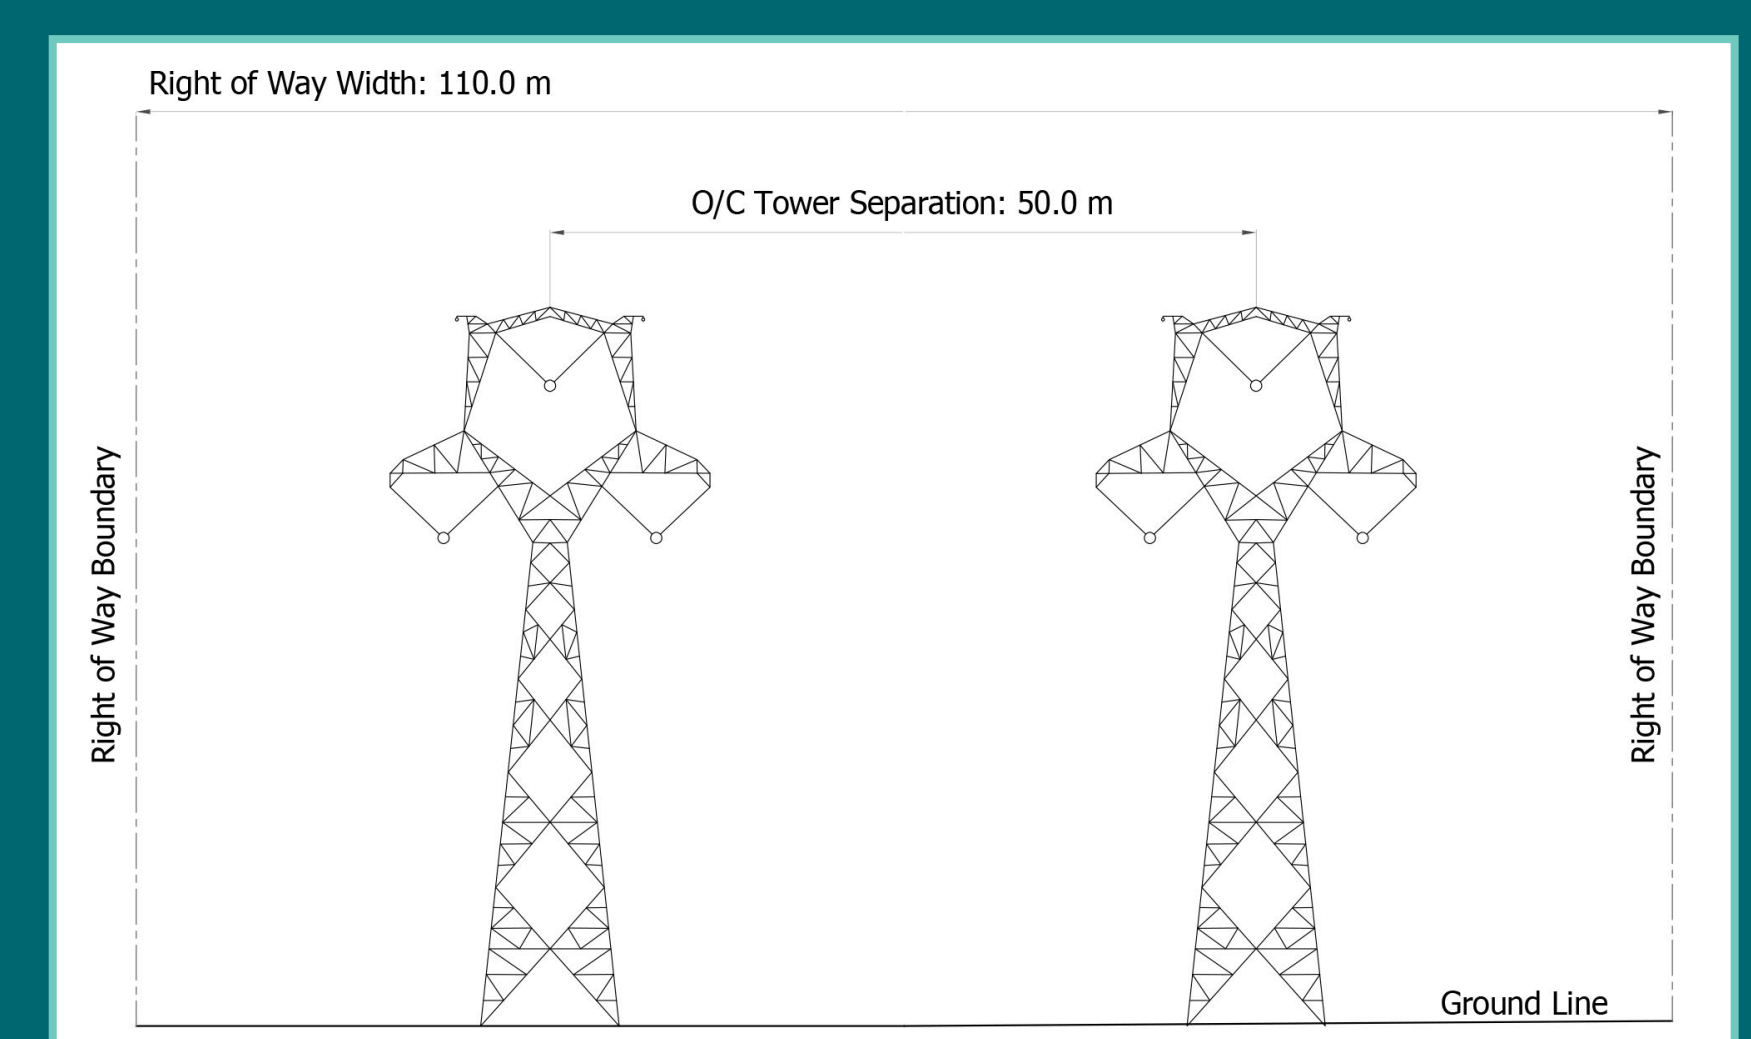 Right of Way Width: 110.0 m
O/C Tower Separation: 50.0 m
Right of Way Boundary
Right of Way Boundary
Ground Line